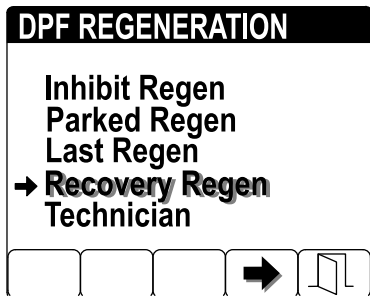 DPF REGENERATION
Inhibit Regen
Parked Regen
Last Regen
Recovery Regen
Technician